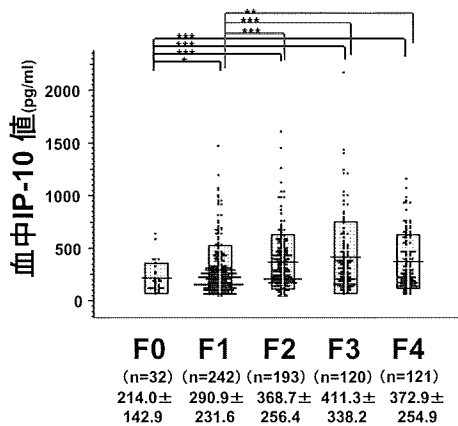 **
***
***
***
***
***
*
血中IP-10 値(pg/ml)
2000
1500
1000
500
0
F0 F1 F2 F3 F4
(n=32) (n=242) (n=193) (n=120) (n=121)
214.0± 290.9± 368.7± 411.3± 372.9±
142.9 231.6 256.4 338.2 254.9